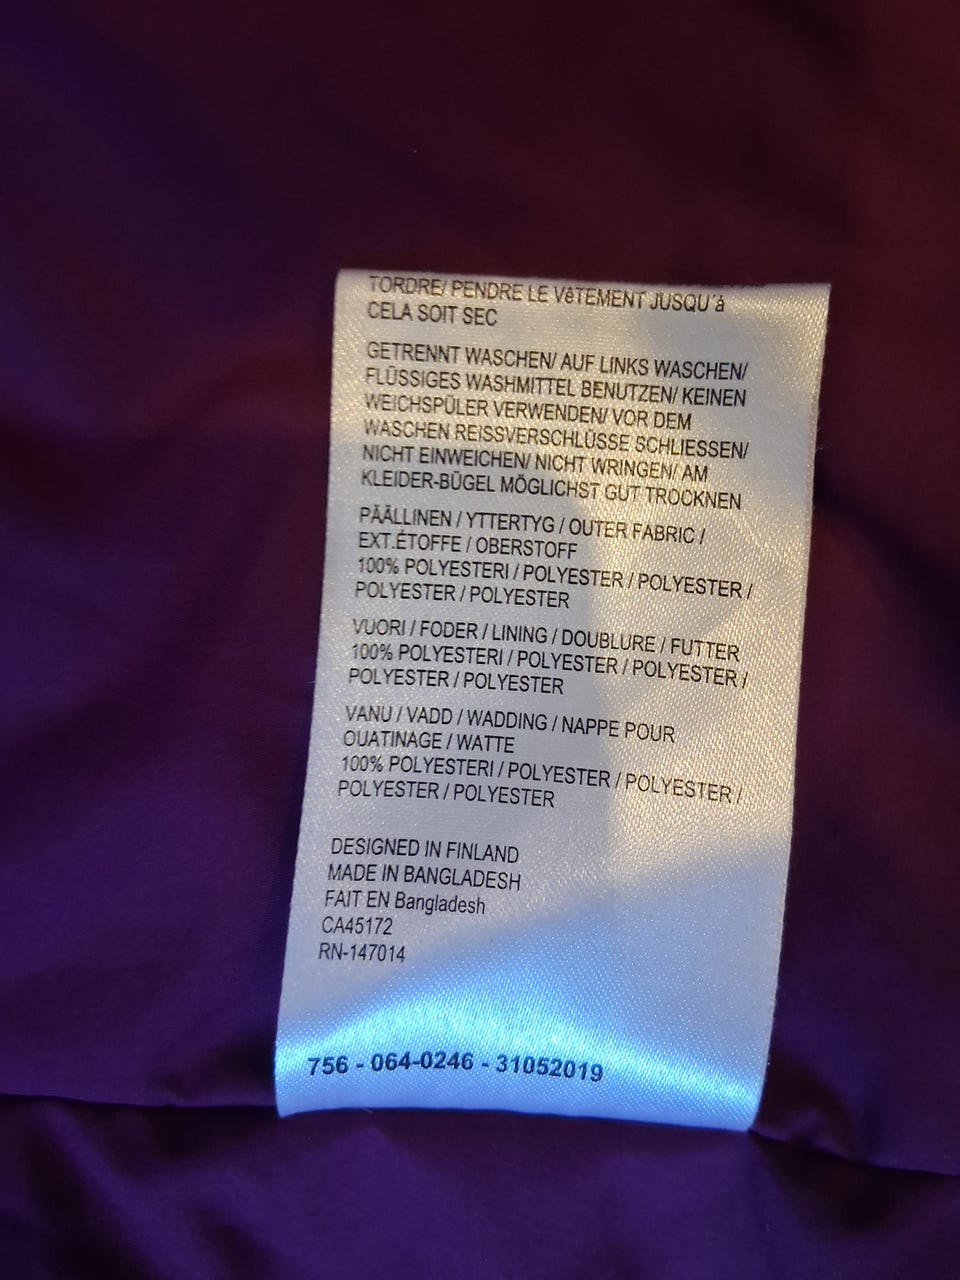 TORDRE/ PENDRE LE VêTEMENT JUSQU'á
CELA SOIT SEC
GETRENNT WASCHEN/ AUF LINKS WASCHEN/
FLÜSSIGES WASHMITTEL BENUTZEN/ KEINEN
WEICHSPÜLER VERWENDEN/ VOR DEM
WASCHEN REISSVERSCHLÜSSE SCHLIESSEN/
NICHT EINWEICHEN/ NICHT WRINGEN/ AM
KLEIDER-BÜGEL MÖGLICHST GUT TROCKNEN
PÄÄLLINEN / YTTERTYG / OUTER FABRIC /
EXT.ÉTOFFE / OBERSTOFF
100% POLYESTERI / POLYESTER / POLYESTER /
POLYESTER / POLYESTER
VUORI / FODER / LINING / DOUBLURE / FUTTER
100% POLYESTERI / POLYESTER / POLYESTER /
POLYESTER / POLYESTER
VANU / VADD / WADDING / NAPPE POUR
OUATINAGE / WATTE
100% POLYESTERI / POLYESTER / POLYESTER /
POLYESTER / POLYESTER
DESIGNED IN FINLAND
MADE IN BANGLADESH
FAIT EN Bangladesh
CA45172
RN-147014
756 - 064-0246 - 31052019